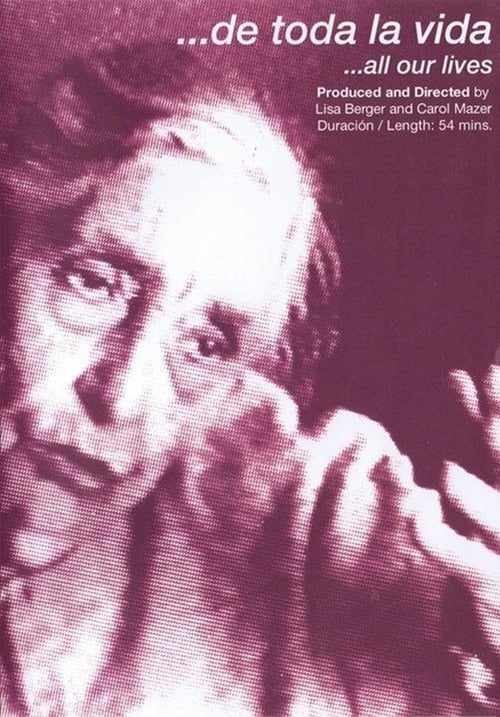 ...de toda la vida
...all our lives
Produced and Directed by
Lisa Berger and Carol Mazer
Duración / Length: 54 mins.